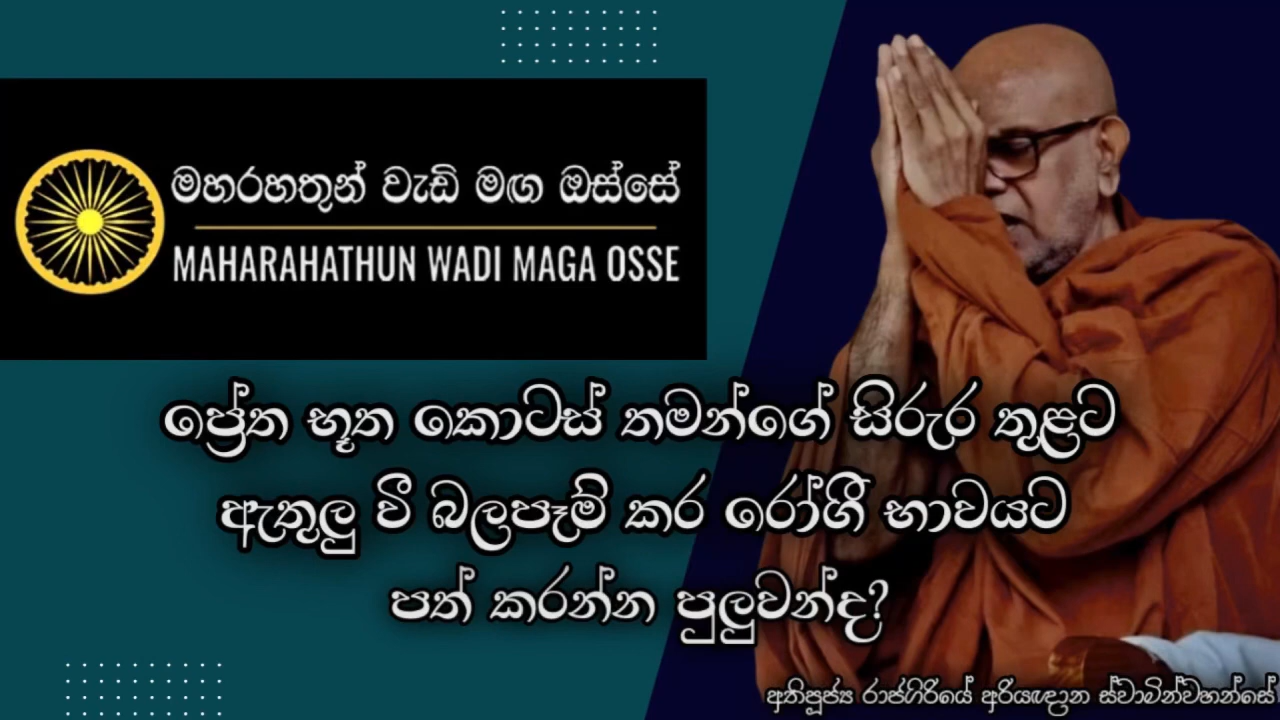 මහරහතුන් වැඩි මඟ ඔස්සේ
MAHARAHATHUN WADI MAGA OSSE
ප්‍රේත භූත කොටස් තමන්ගේ සිරුර තුළට
ඇතුලු වී බලපෑම් කර රෝගී භාවයට
පත් කරන්න පුලුවන්ද?
අතිපූජ්‍ය රාජ්ගිරියේ අරියඥාන ස්වාමින්වහන්සේ